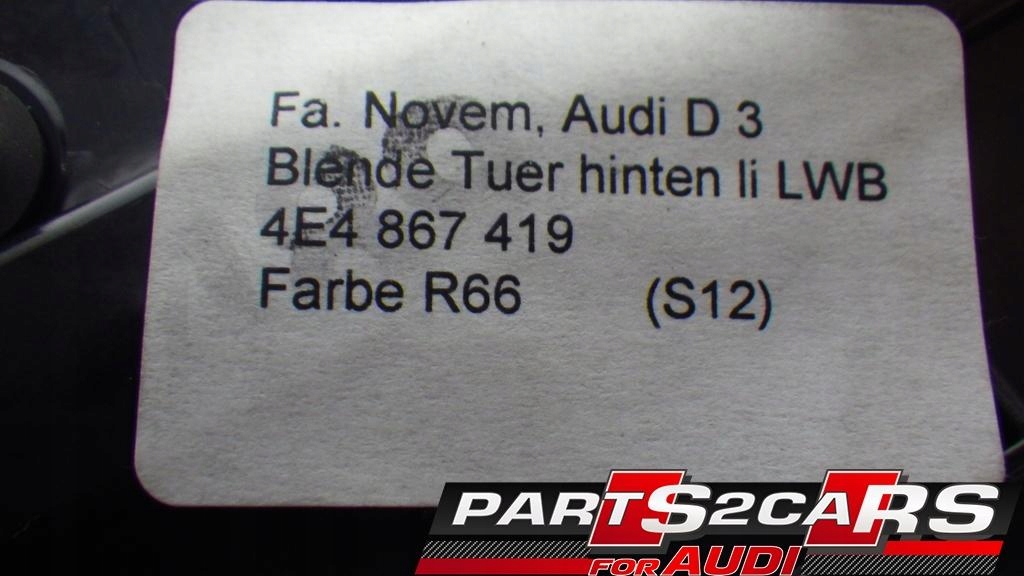 Fa. Novem, Audi D 3
Blende Tuer hinten li LWB
4E4 867 419
Farbe R66 (S12)
PARTS2CARS
FOR AUDI